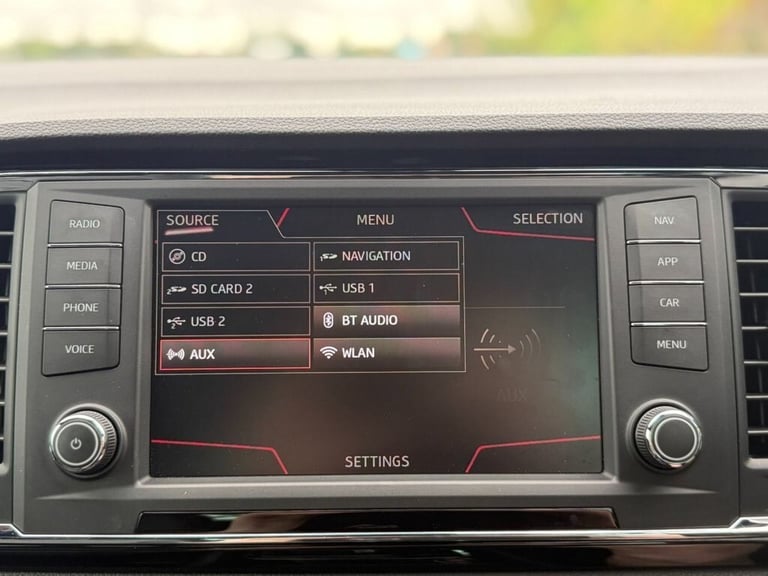 RADIO
MEDIA
PHONE
VOICE
SOURCE MENU SELECTION
CD NAVIGATION
SD CARD 2 USB 1
USB 2 BT AUDIO
AUX WLAN
AUX
SETTINGS
NAV
APP
CAR
MENU